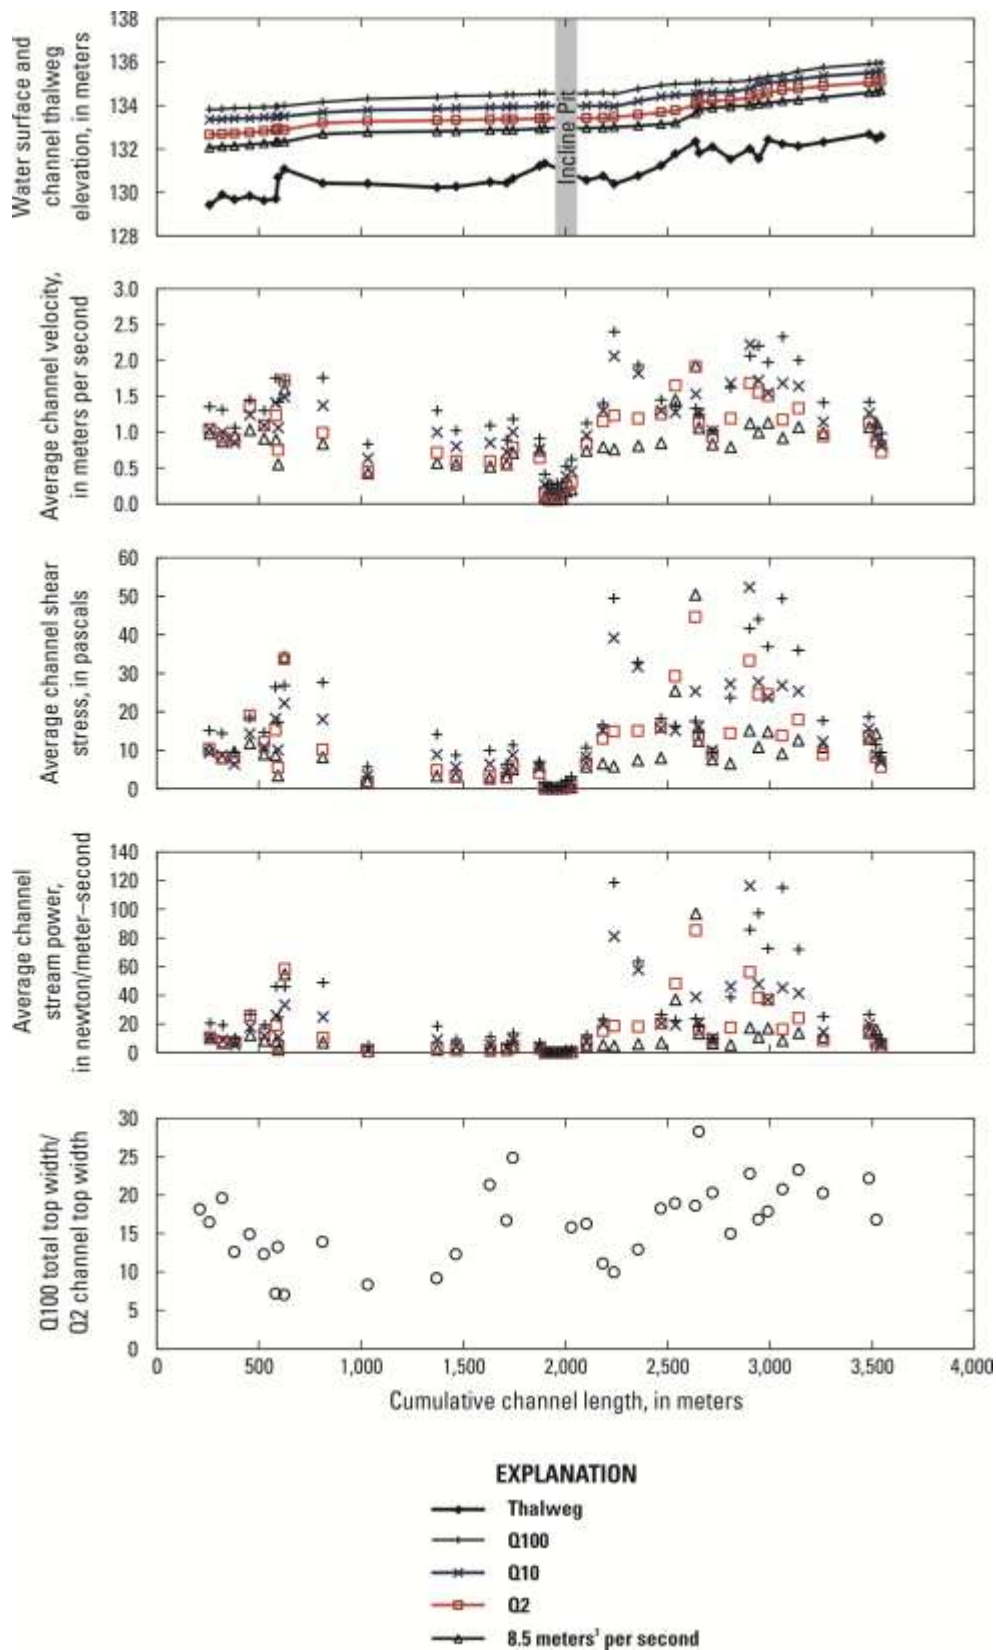 Water surface and
channel thalweg
elevation, in meters
138
136
134
132
130
128
Incline Pit
Average channel velocity,
in meters per second
3.0
2.5
2.0
1.5
1.0
0.5
0.0
Average channel shear
stress, in pascals
60
50
40
30
20
10
0
Average channel
stream power,
in newton/meter–second
140
120
100
80
60
40
20
0
Q100 total top width/
Q2 channel top width
30
25
20
15
10
5
0
0 500 1,000 1,500 2,000 2,500 3,000 3,500 4,000
Cumulative channel length, in meters
EXPLANATION
Thalweg
Q100
Q10
Q2
8.5 meters³ per second